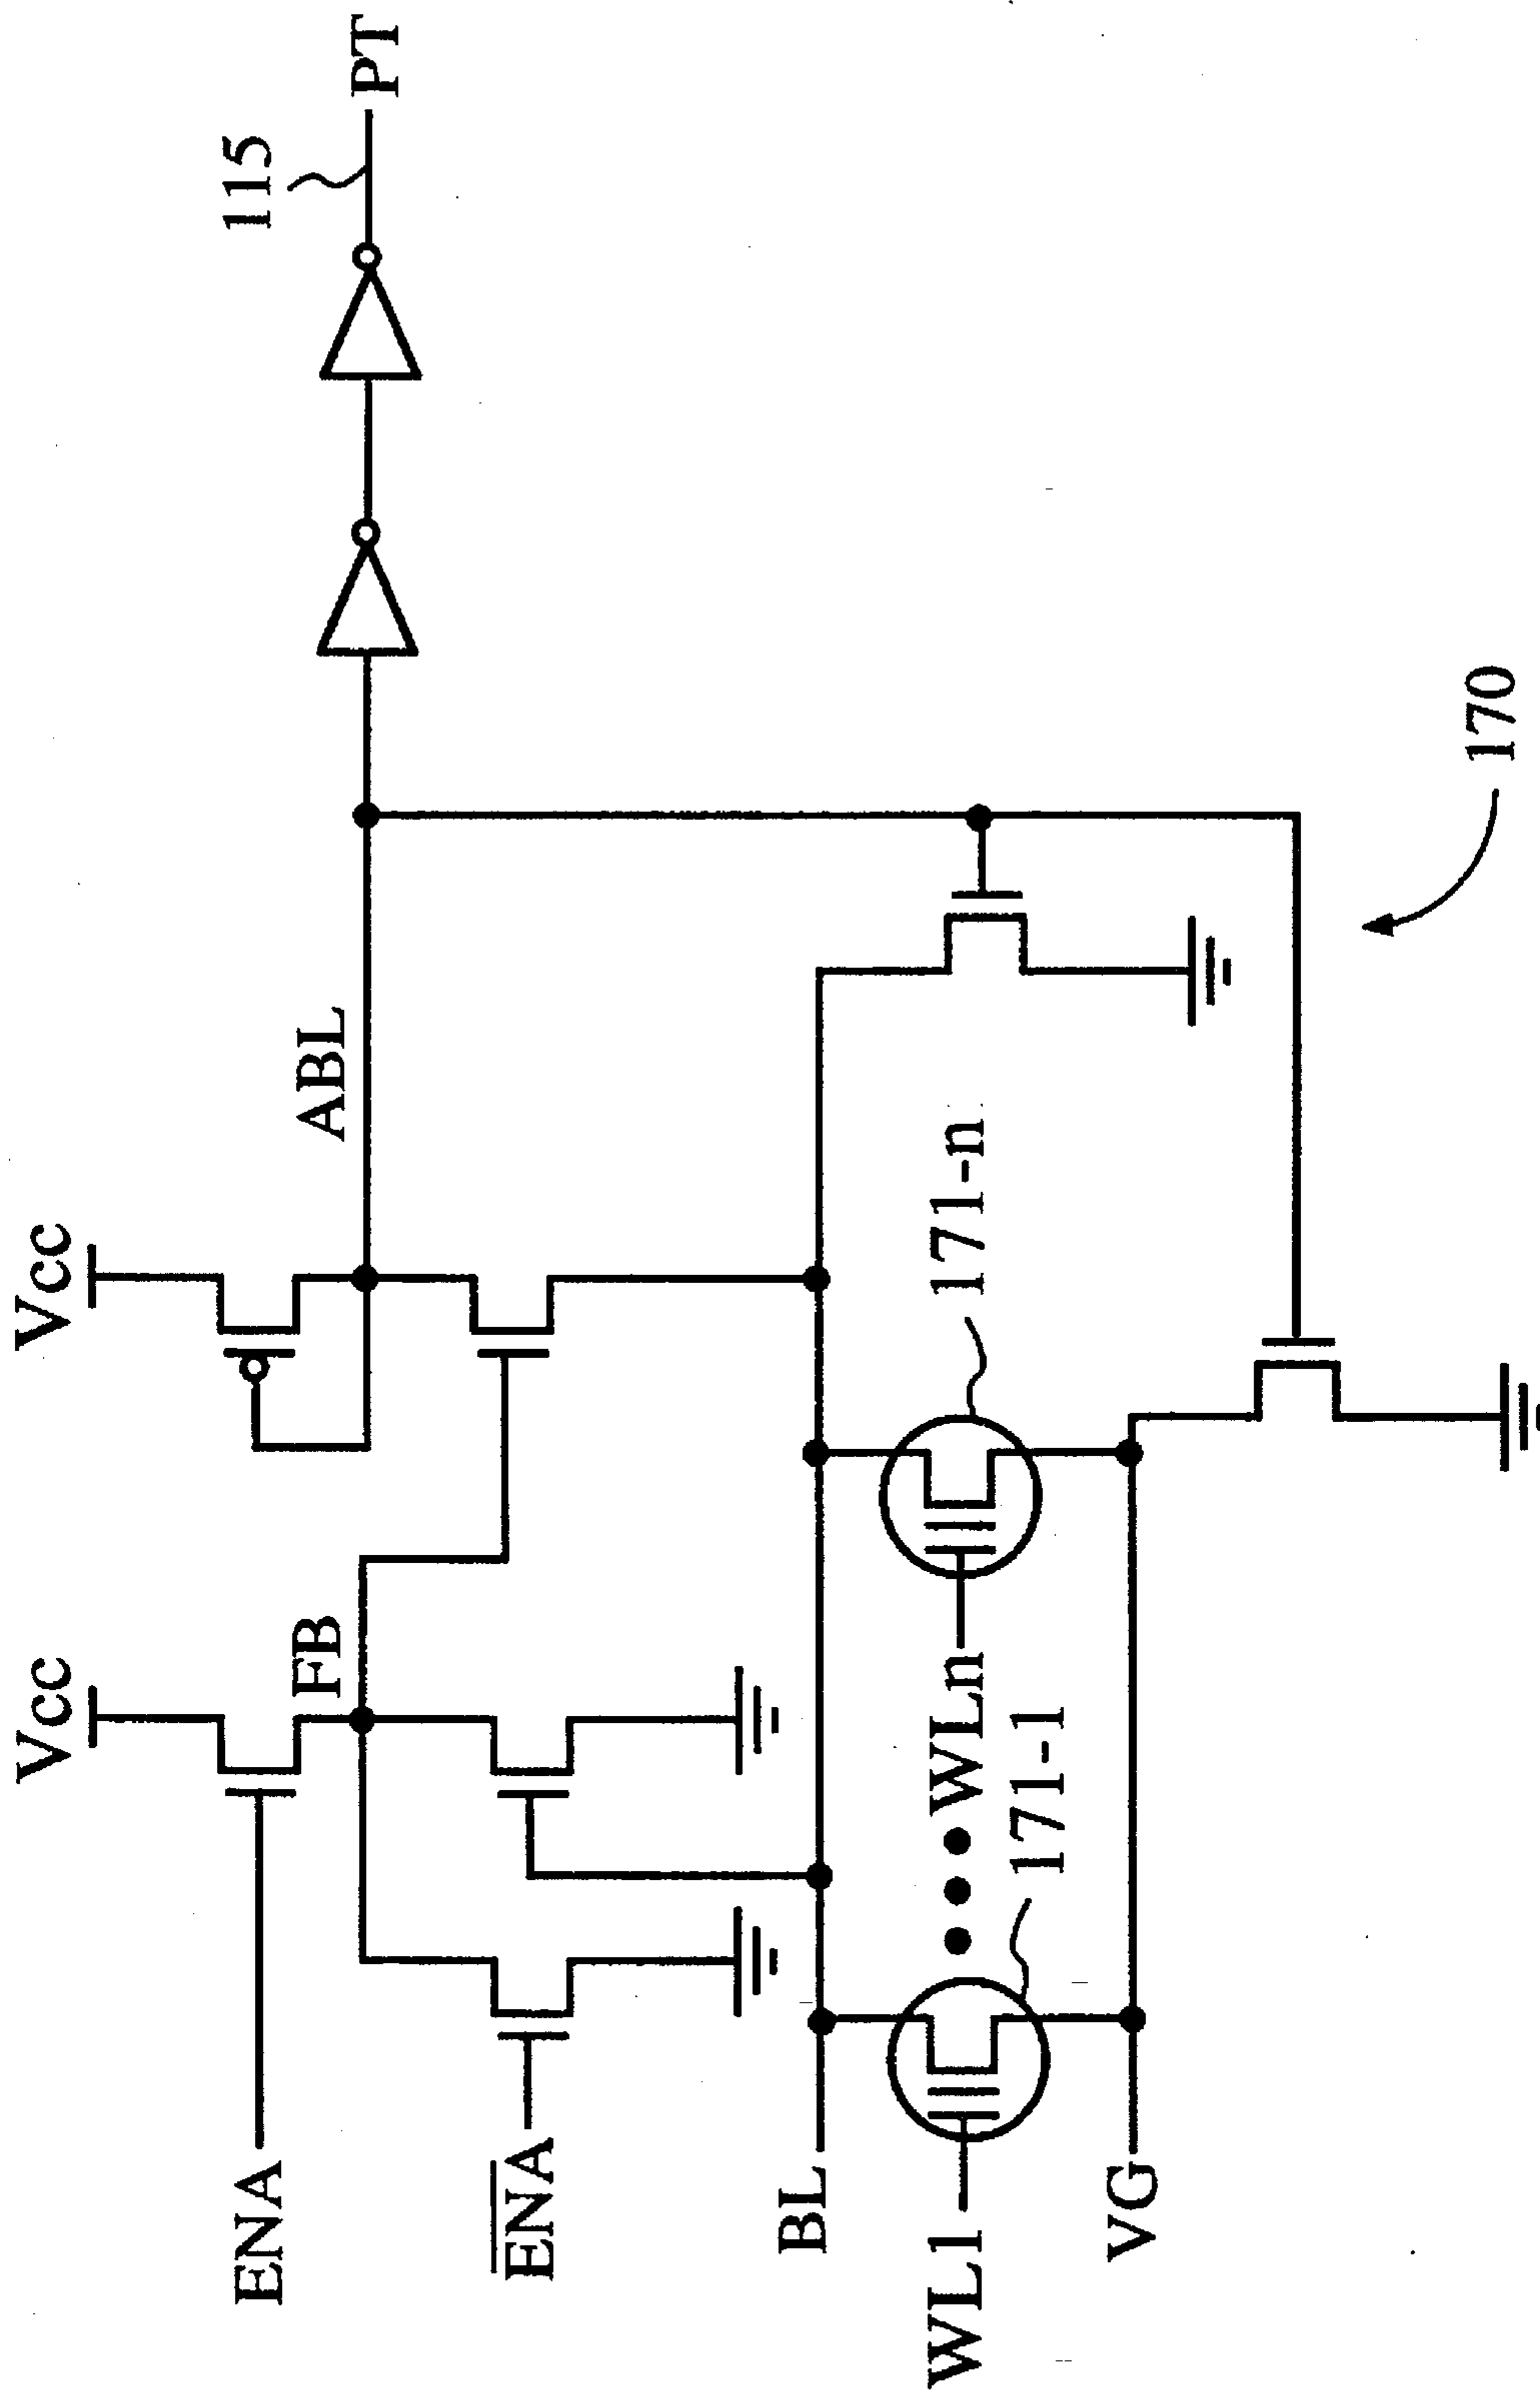 Vcc
Vcc
115
PT
ENA
FB
ABL
ENA
BL
WL1
WLn
171-n
171-1
VG
170